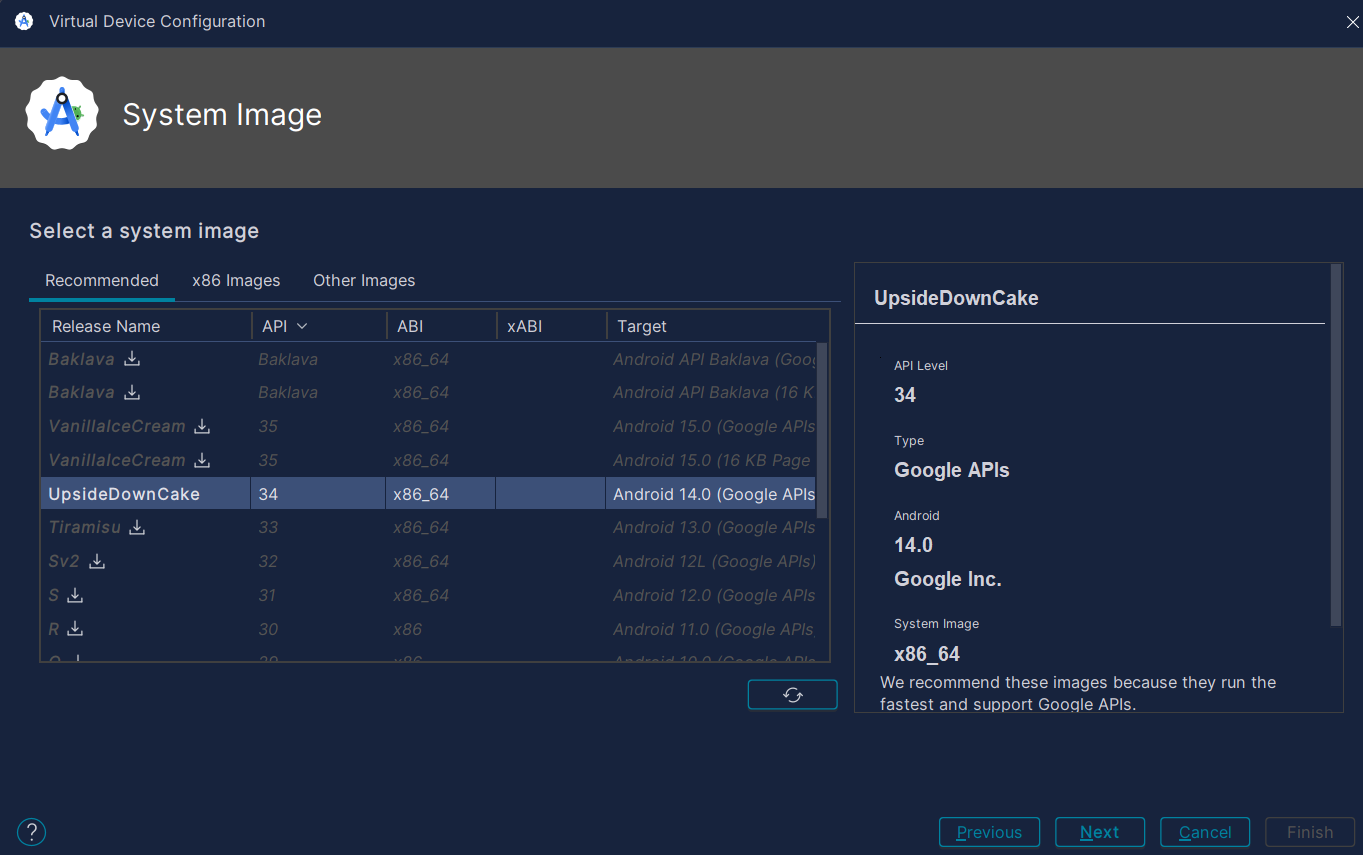 Virtual Device Configuration
System Image
Select a system image
Recommended x86 Images Other Images
Release Name API ABI xABI Target
Baklava Baklava x86_64 Android API Baklava (Goog
Baklava Baklava x86_64 Android API Baklava (16 K
VanillaIceCream 35 x86_64 Android 15.0 (Google APIs
VanillaIceCream 35 x86_64 Android 15.0 (16 KB Page
UpsideDownCake 34 x86_64 Android 14.0 (Google APIs
Tiramisu 33 x86_64 Android 13.0 (Google APIs
Sv2 32 x86_64 Android 12L (Google APIs)
S 31 x86_64 Android 12.0 (Google APIs
R 30 x86 Android 11.0 (Google APIs
UpsideDownCake
API Level
34
Type
Google APIs
Android
14.0
Google Inc.
System Image
x86_64
We recommend these images because they run the
fastest and support Google APIs.
? Previous Next Cancel Finish